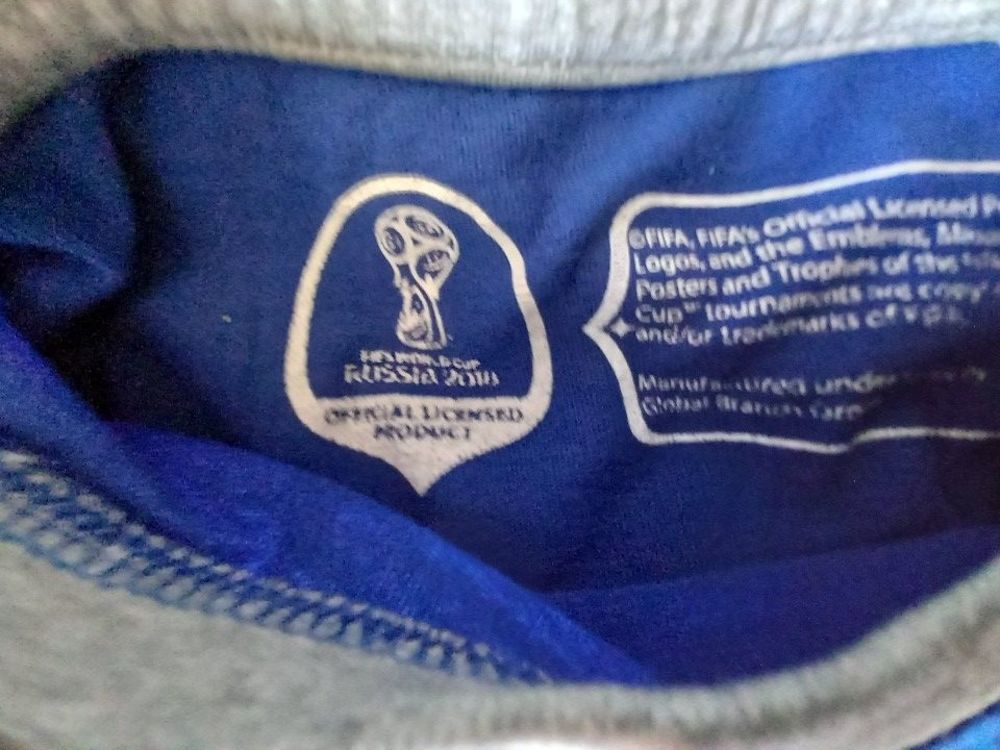 FIFA WORLD CUP
RUSSIA 2018
OFFICIAL LICENSED
PRODUCT
©FIFA, FIFA's Official Licensed
Logos, and the Emblems,
Posters and Trophies of the
Cup™ tournaments are
and/or trademarks of
Manufactured under
Global Brands